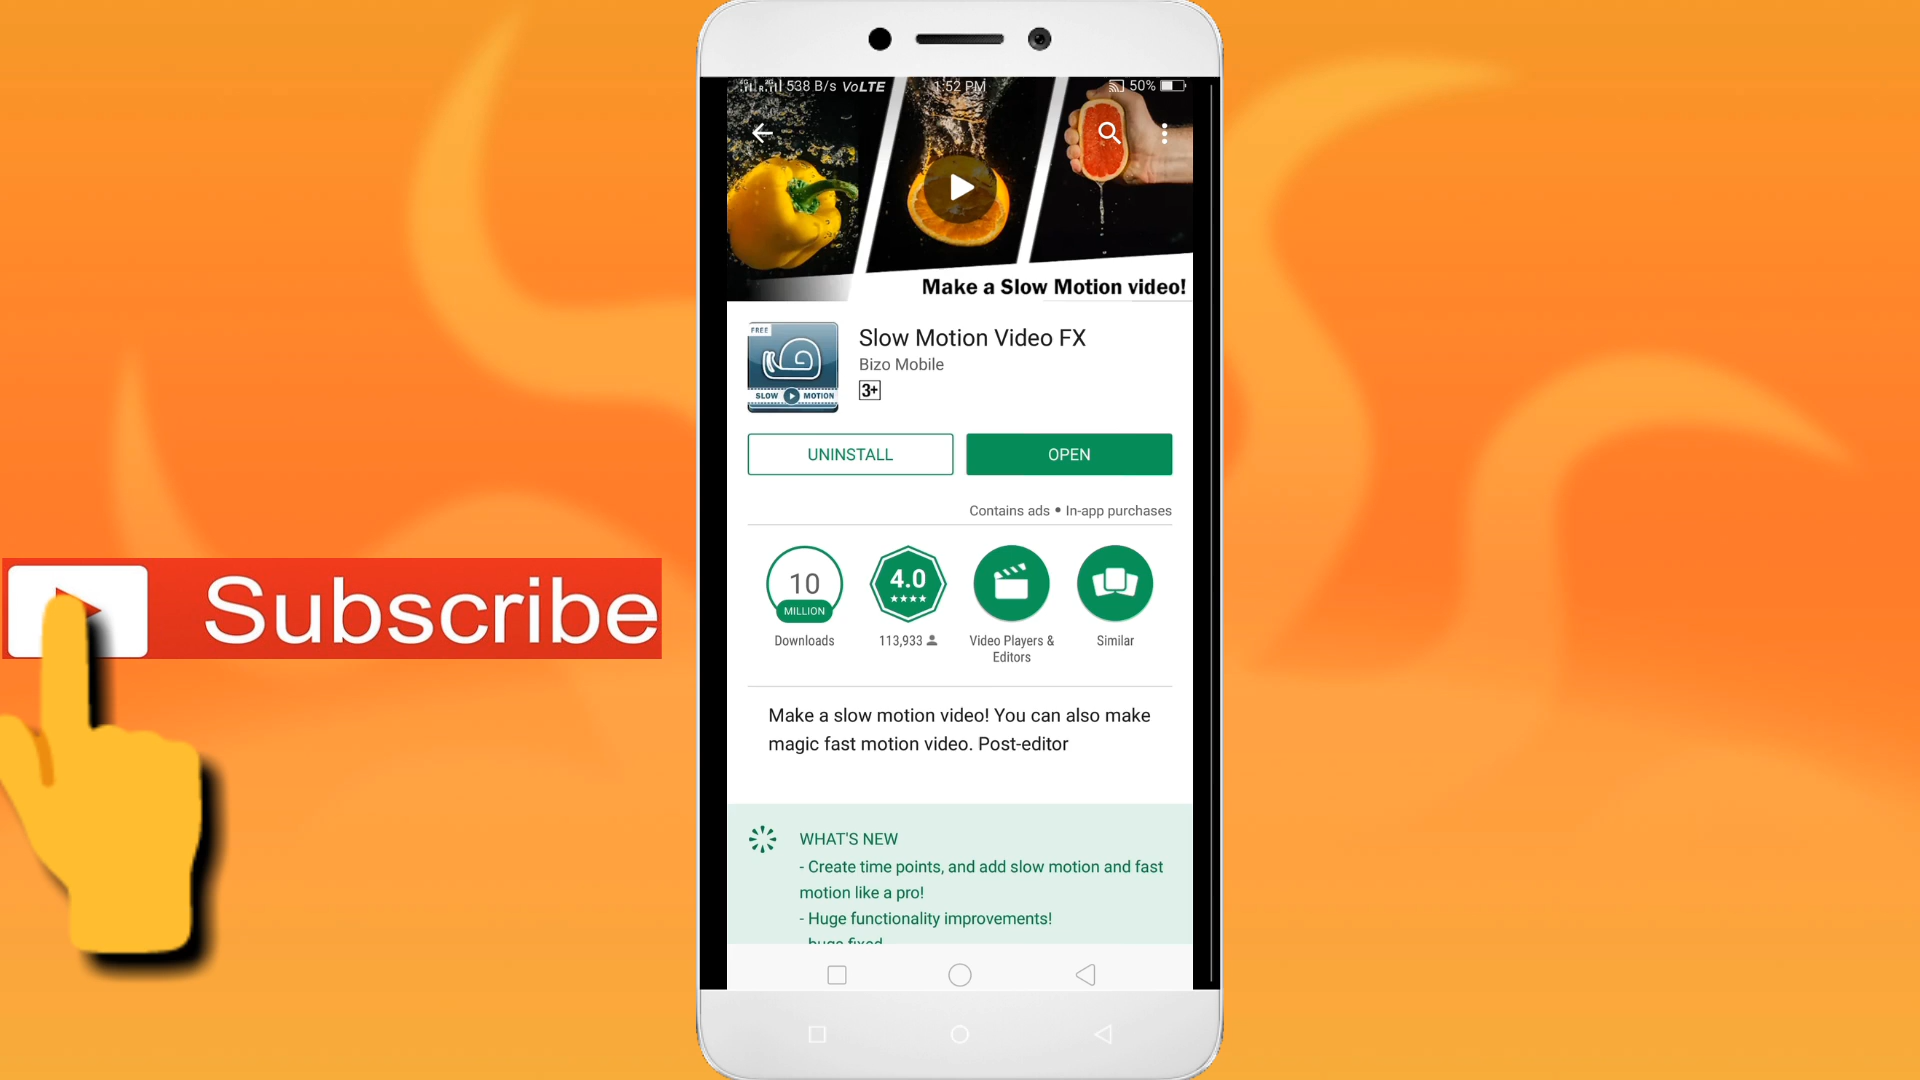 538 B/s VoLTE 1:52 PM 50%
Make a Slow Motion video!
FREE
SLOW MOTION
Slow Motion Video FX
Bizo Mobile
3+
UNINSTALL OPEN
Contains ads • In-app purchases
10 MILLION
4.0
Downloads 113,933 Video Players & Editors Similar
Subscribe
Make a slow motion video! You can also make
magic fast motion video. Post-editor
WHAT'S NEW
- Create time points, and add slow motion and fast
motion like a pro!
- Huge functionality improvements!
- bugs fixed